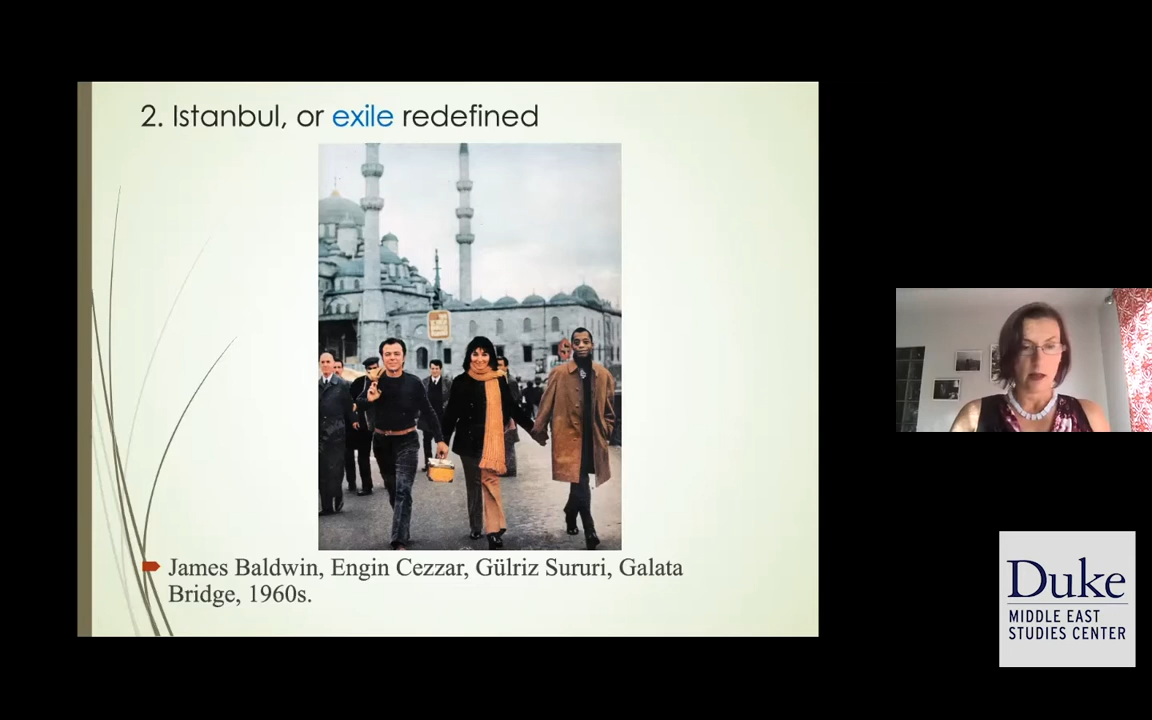 2. Istanbul, or exile redefined
James Baldwin, Engin Cezzar, Gülriz Sururi, Galata
Bridge, 1960s.
Duke
MIDDLE EAST
STUDIES CENTER